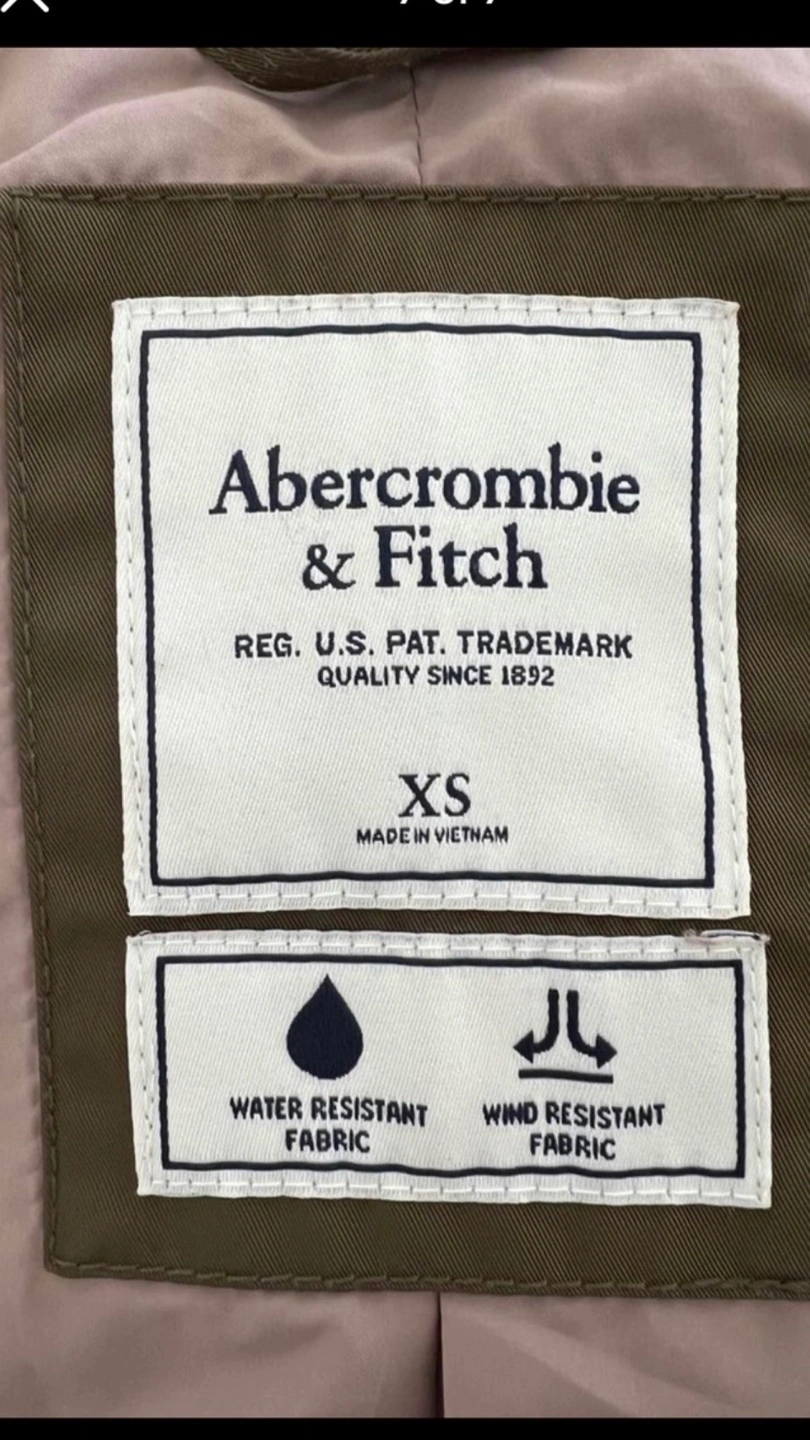 Abercrombie
& Fitch
REG. U.S. PAT. TRADEMARK
QUALITY SINCE 1892
XS
MADE IN VIETNAM
WATER RESISTANT
FABRIC
WIND RESISTANT
FABRIC